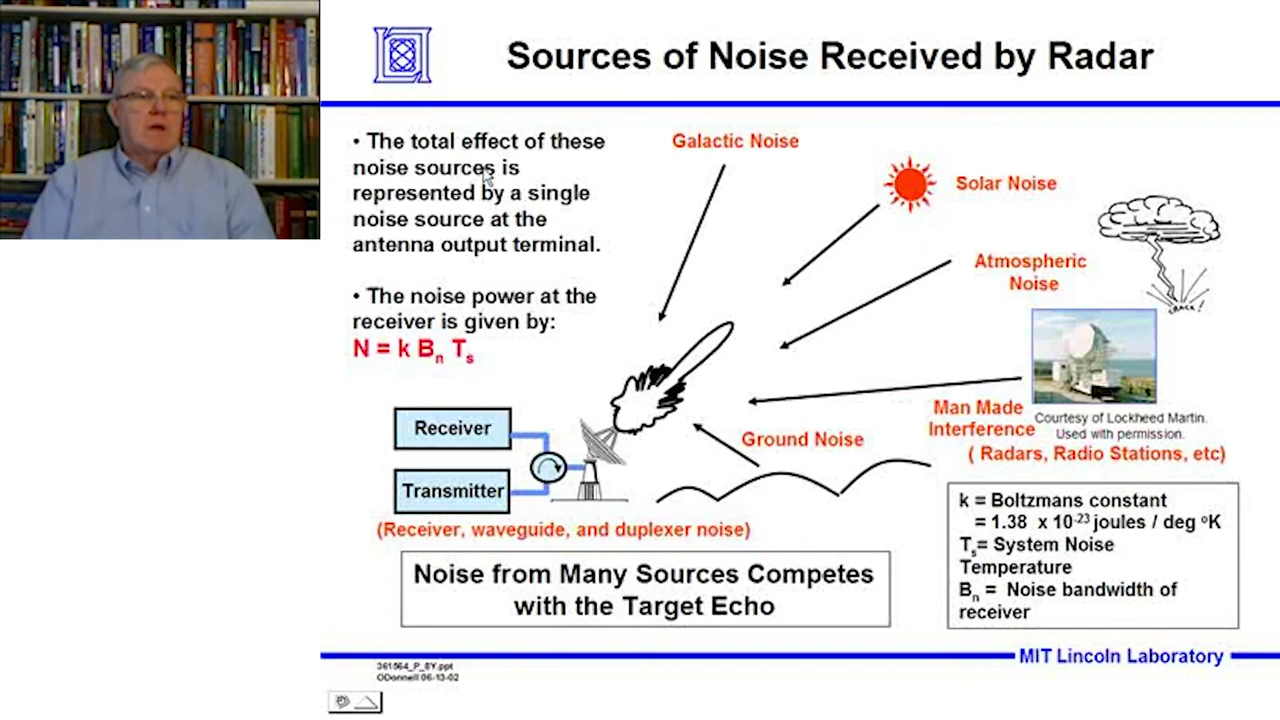 Sources of Noise Received by Radar
• The total effect of these
noise sources is
represented by a single
noise source at the
antenna output terminal.
• The noise power at the
receiver is given by:
N = k Bn Ts
Galactic Noise
Solar Noise
Atmospheric
Noise
CRACK!
Man Made
Interference
Courtesy of Lockheed Martin.
Used with permission.
( Radars, Radio Stations, etc)
Ground Noise
Receiver
Transmitter
(Receiver, waveguide, and duplexer noise)
Noise from Many Sources Competes
with the Target Echo
k = Boltzmans constant
= 1.38 x 10-23 joules / deg oK
Ts= System Noise
Temperature
Bn = Noise bandwidth of
receiver
MIT Lincoln Laboratory
361564_P_8Y.ppt
ODonnell 06-13-02